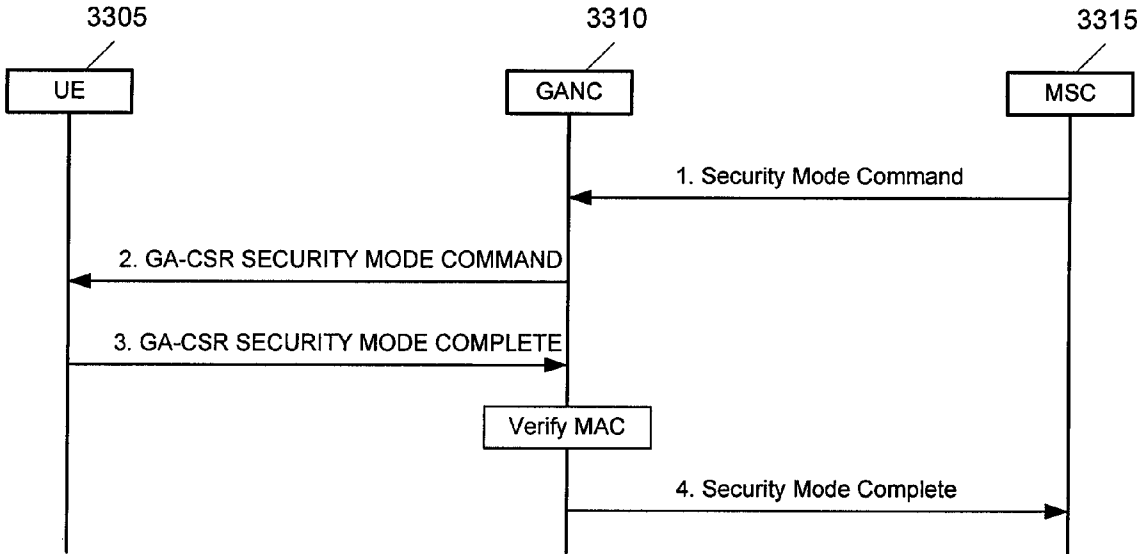 3305
3310
3315
UE
GANC
MSC
1. Security Mode Command
2. GA-CSR SECURITY MODE COMMAND
3. GA-CSR SECURITY MODE COMPLETE
Verify MAC
4. Security Mode Complete